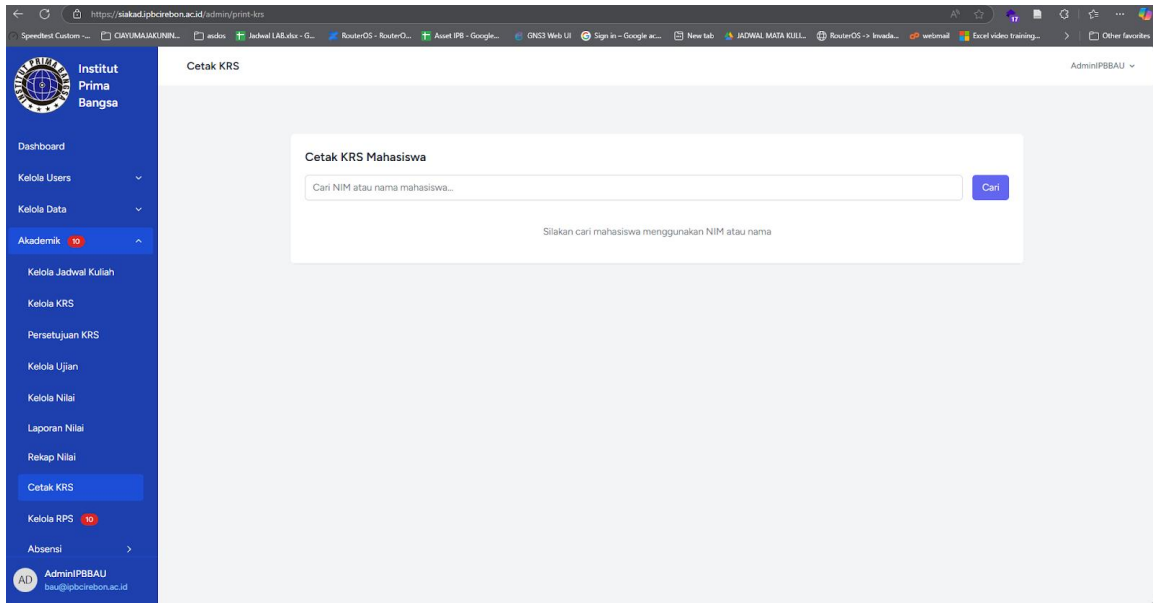 https://siakad.ipbcirebon.ac.id/admin/print-krs
17
Speedtest Custom -... CIAYUMAJAKUNIN... asdos Jadwal LAB.xlsx - G... RouterOS - RouterO... Asset IPB - Google... GNS3 Web UI Sign in – Google ac... New tab JADWAL MATA KULI... RouterOS -> Invada... webmail Excel video training... Other favorites
PRIMA
INSTITUT
Institut
Prima
Bangsa
Cetak KRS
AdminIPBBAU
Dashboard
Kelola Users
Kelola Data
Akademik 10
Kelola Jadwal Kuliah
Kelola KRS
Persetujuan KRS
Kelola Ujian
Kelola Nilai
Laporan Nilai
Rekap Nilai
Cetak KRS
Kelola RPS 10
Absensi
AD
AdminIPBBAU
bau@ipbcirebon.ac.id
Cetak KRS Mahasiswa
Cari NIM atau nama mahasiswa...
Cari
Silakan cari mahasiswa menggunakan NIM atau nama